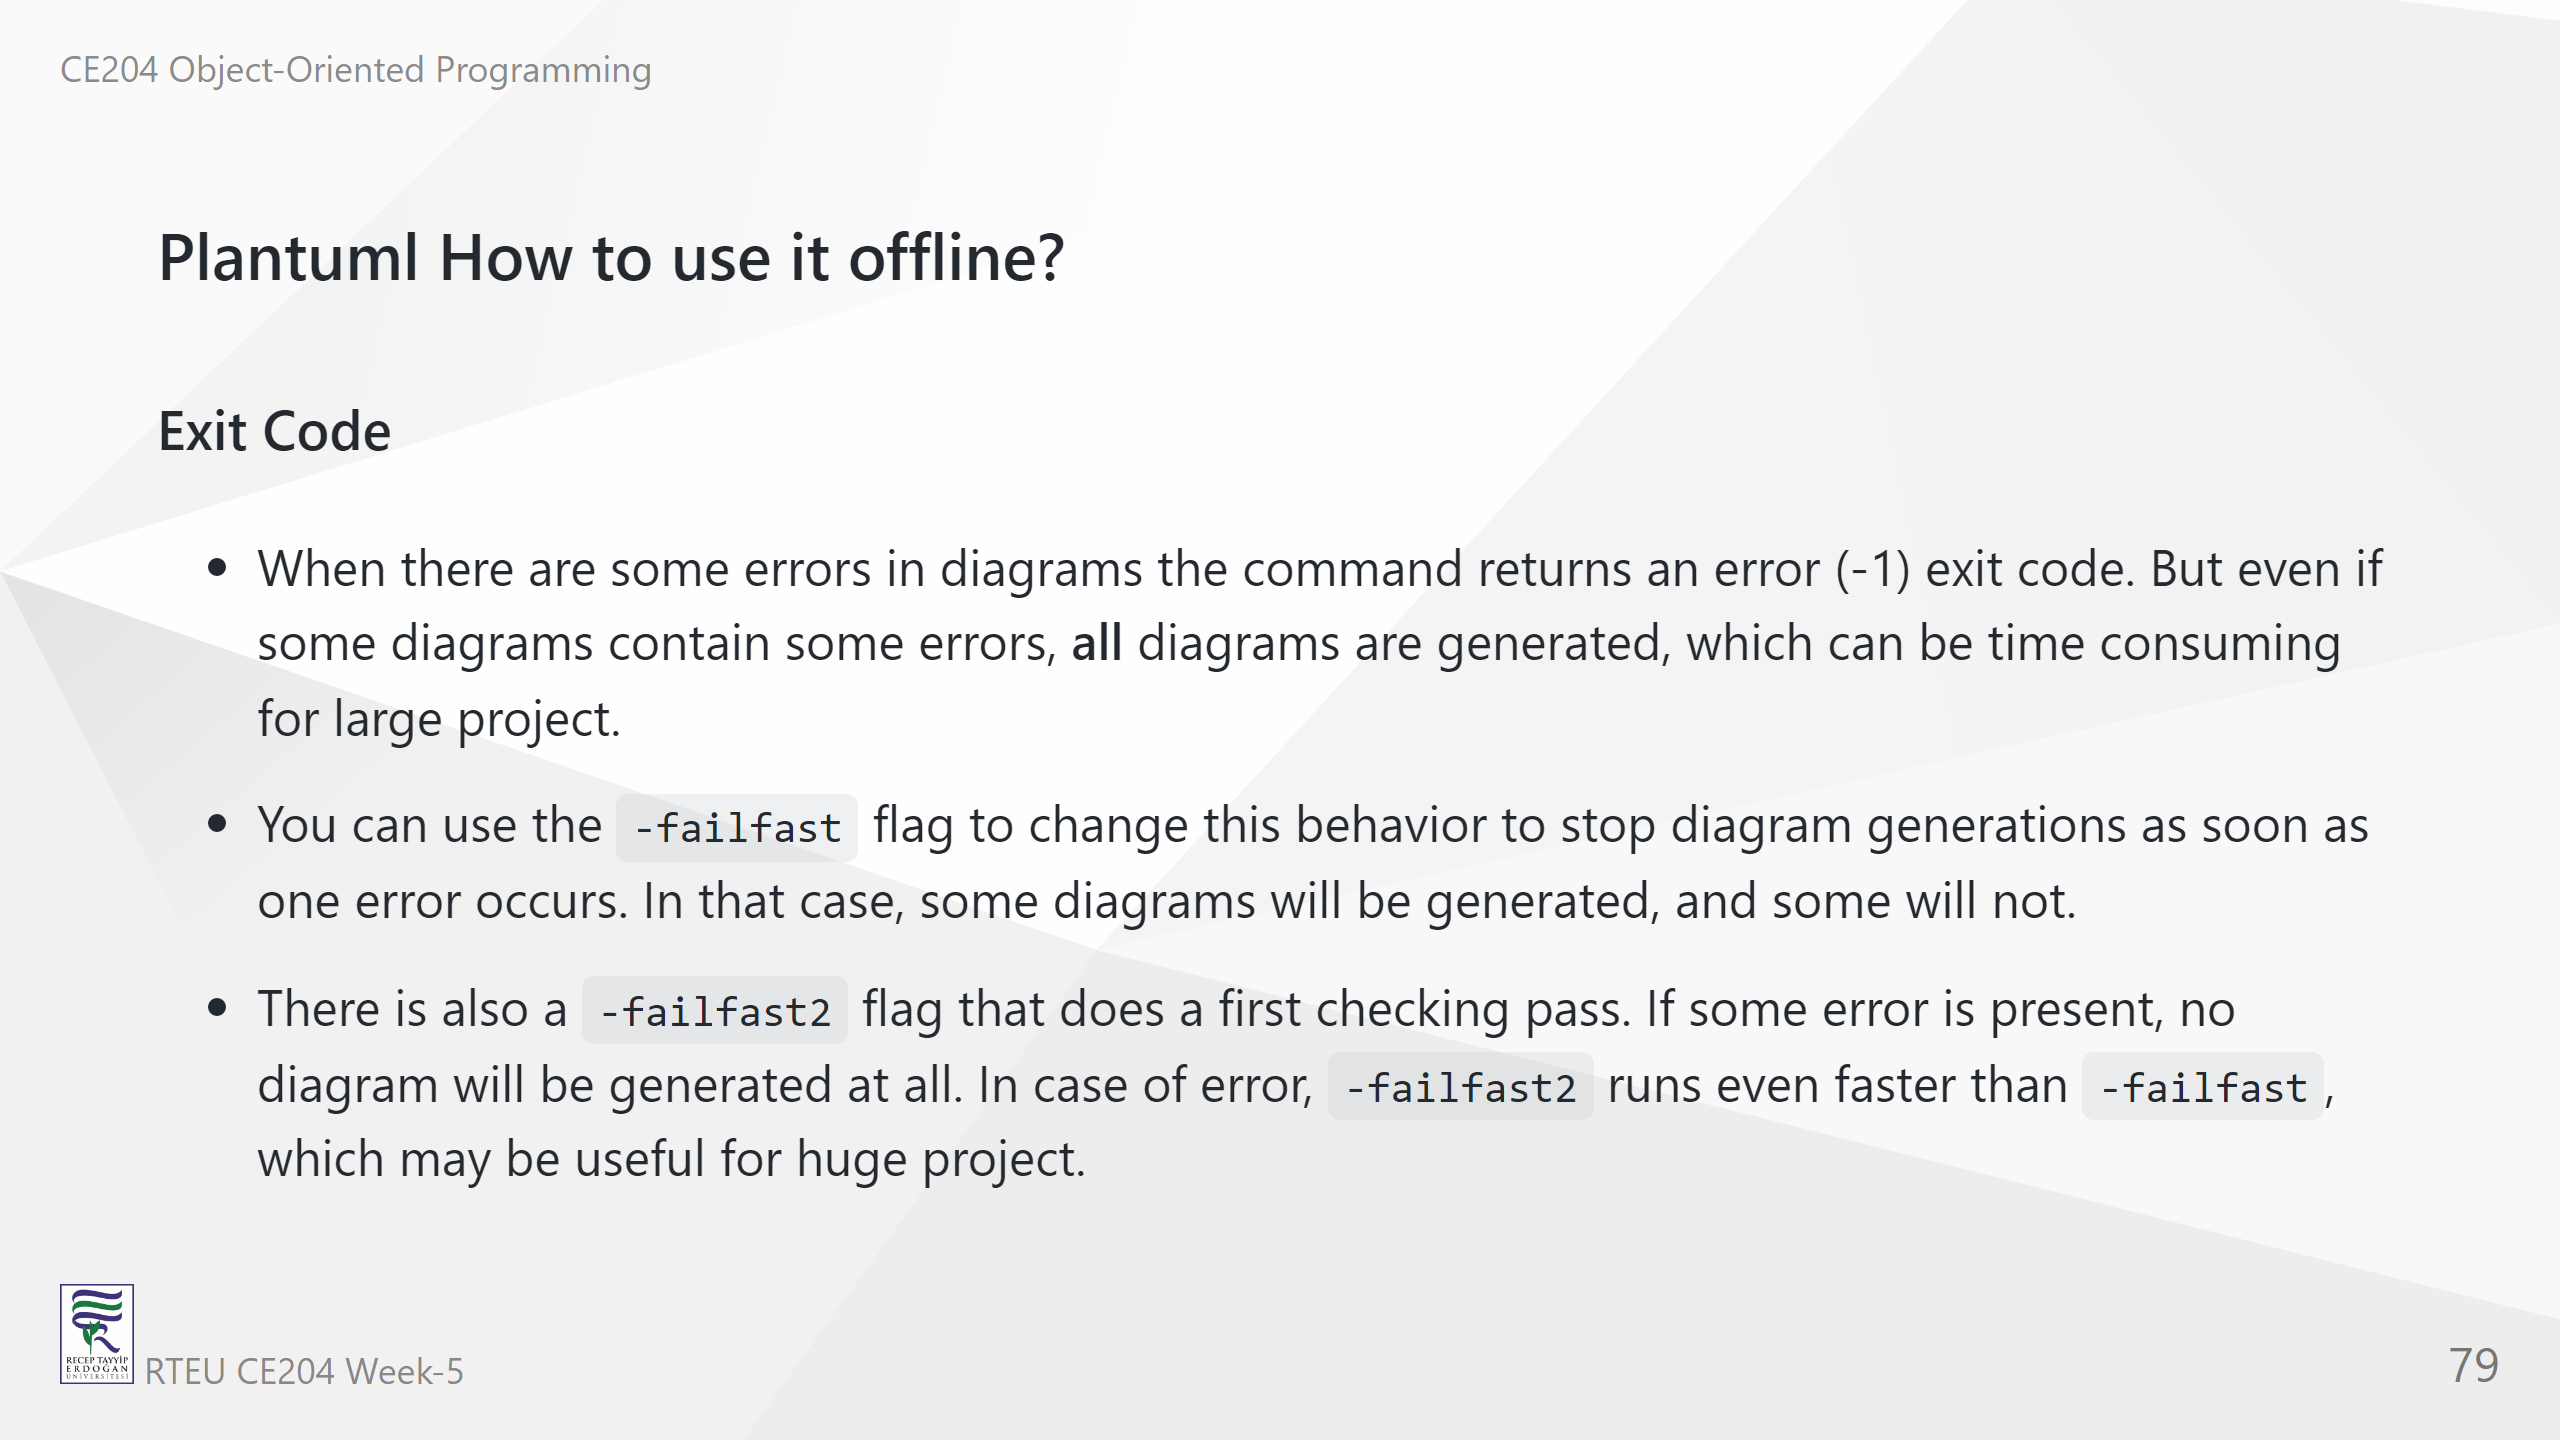 CE204 Object-Oriented Programming
Plantuml How to use it offline?
Exit Code
• When there are some errors in diagrams the command returns an error (-1) exit code. But even if
some diagrams contain some errors, all diagrams are generated, which can be time consuming
for large project.
• You can use the -failfast flag to change this behavior to stop diagram generations as soon as
one error occurs. In that case, some diagrams will be generated, and some will not.
• There is also a -failfast2 flag that does a first checking pass. If some error is present, no
diagram will be generated at all. In case of error, -failfast2 runs even faster than -failfast,
which may be useful for huge project.
RECEP TAYYİP
ERDOĞAN
ÜNİVERSİTESİ
RTEU CE204 Week-5
79